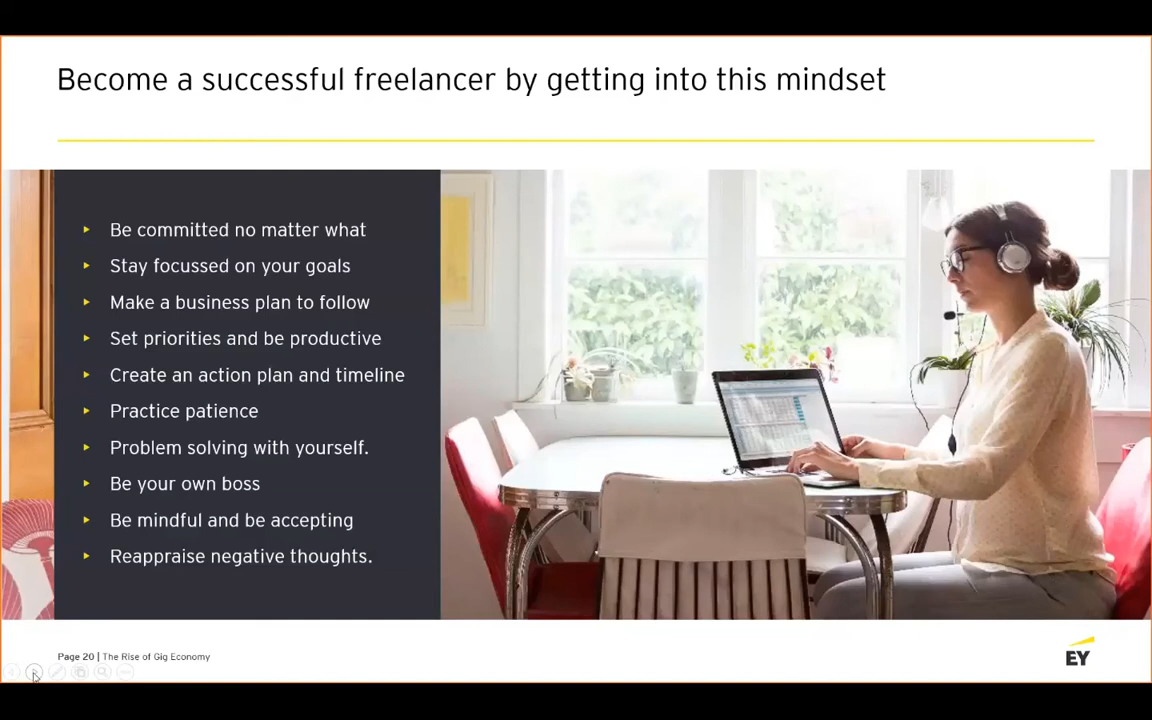 Become a successful freelancer by getting into this mindset
▸ Be committed no matter what
▸ Stay focussed on your goals
▸ Make a business plan to follow
▸ Set priorities and be productive
▸ Create an action plan and timeline
▸ Practice patience
▸ Problem solving with yourself.
▸ Be your own boss
▸ Be mindful and be accepting
▸ Reappraise negative thoughts.
Page 20 | The Rise of Gig Economy
EY